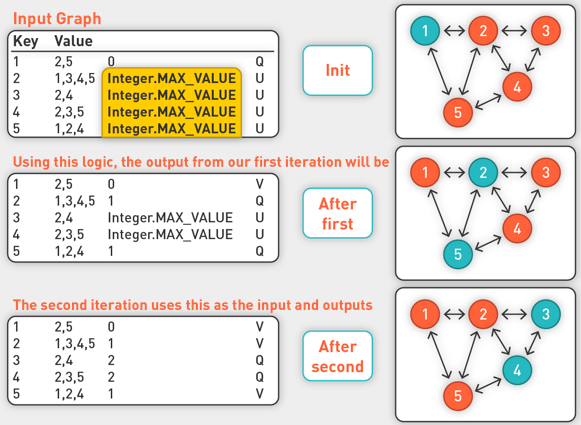 Input Graph
Key Value
1 2,5 0 Q
2 1,3,4,5 Integer.MAX_VALUE U
3 2,4 Integer.MAX_VALUE U
4 2,3,5 Integer.MAX_VALUE U
5 1,2,4 Integer.MAX_VALUE U
Init
1 2 3
4
5
Using this logic, the output from our first iteration will be
1 2,5 0 V
2 1,3,4,5 1 Q
3 2,4 Integer.MAX_VALUE U
4 2,3,5 Integer.MAX_VALUE U
5 1,2,4 1 Q
After
first
1 2 3
4
5
The second iteration uses this as the input and outputs
1 2,5 0 V
2 1,3,4,5 1 V
3 2,4 2 Q
4 2,3,5 2 Q
5 1,2,4 1 V
After
second
1 2 3
4
5